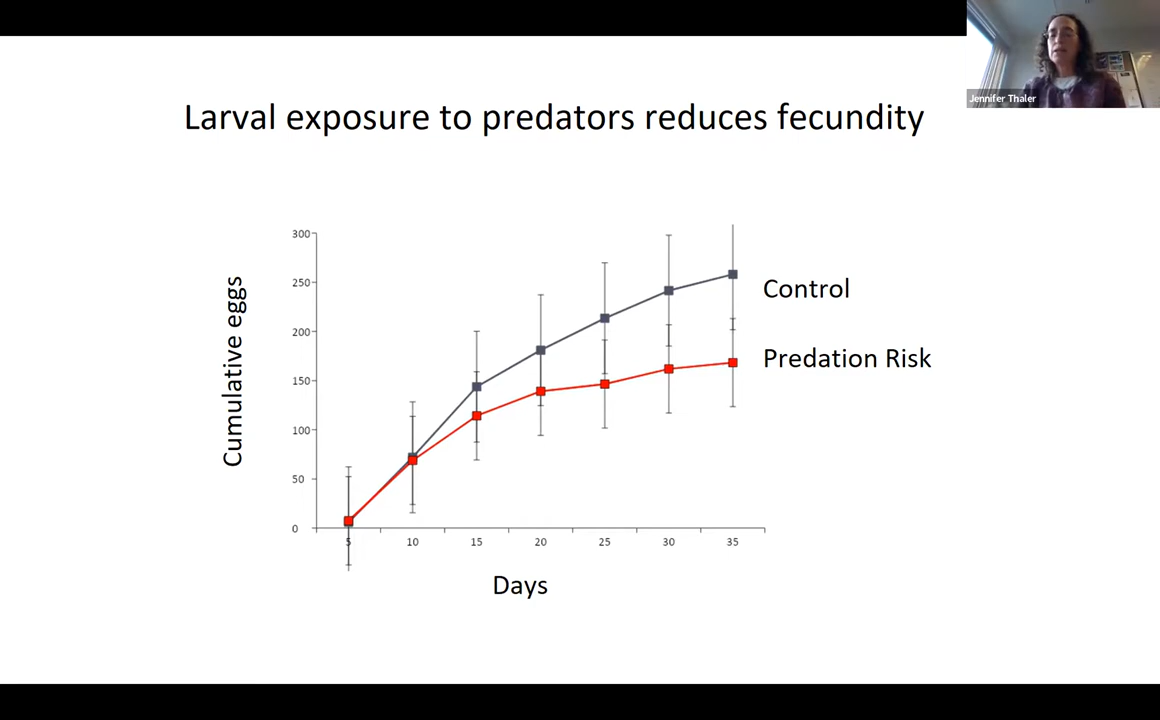 Jennifer Thaler
Larval exposure to predators reduces fecundity
300
250
200
150
100
50
0
Cumulative eggs
5
10
15
20
25
30
35
Days
Control
Predation Risk